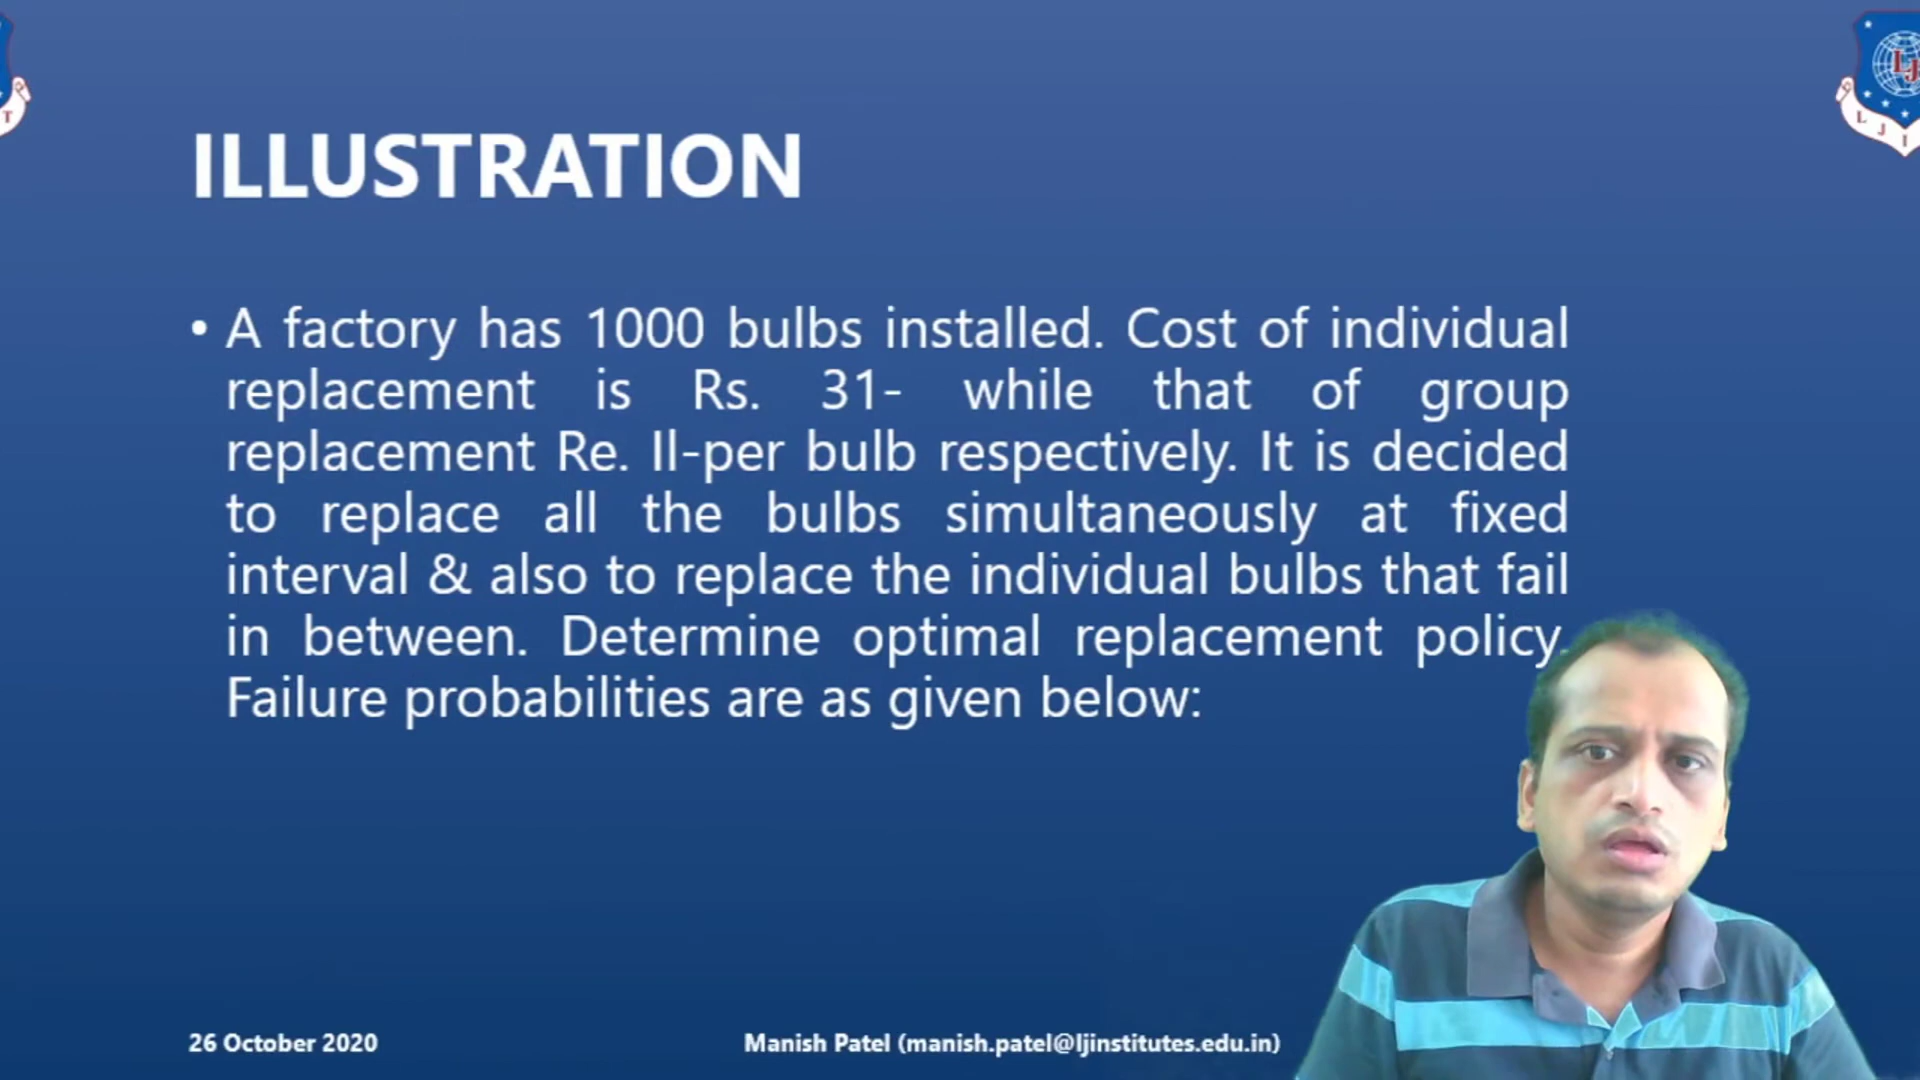 ILLUSTRATION
• A factory has 1000 bulbs installed. Cost of individual
replacement is Rs. 31- while that of group
replacement Re. Il-per bulb respectively. It is decided
to replace all the bulbs simultaneously at fixed
interval & also to replace the individual bulbs that fail
in between. Determine optimal replacement policy.
Failure probabilities are as given below:
26 October 2020
Manish Patel (manish.patel@ljinstitutes.edu.in)
T
LJ
L J I